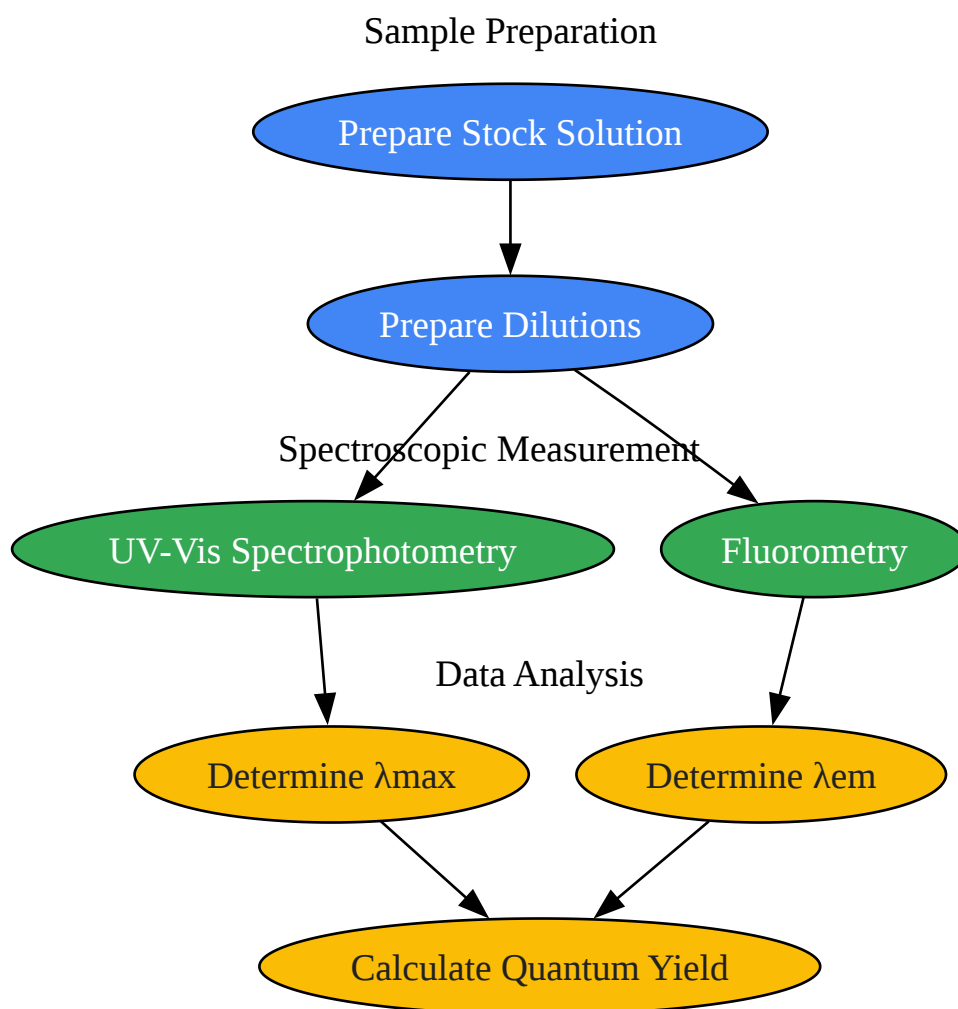 Sample Preparation
Prepare Stock Solution
Prepare Dilutions
Spectroscopic Measurement
UV-Vis Spectrophotometry
Fluorometry
Data Analysis
Determine λmax
Determine λem
Calculate Quantum Yield